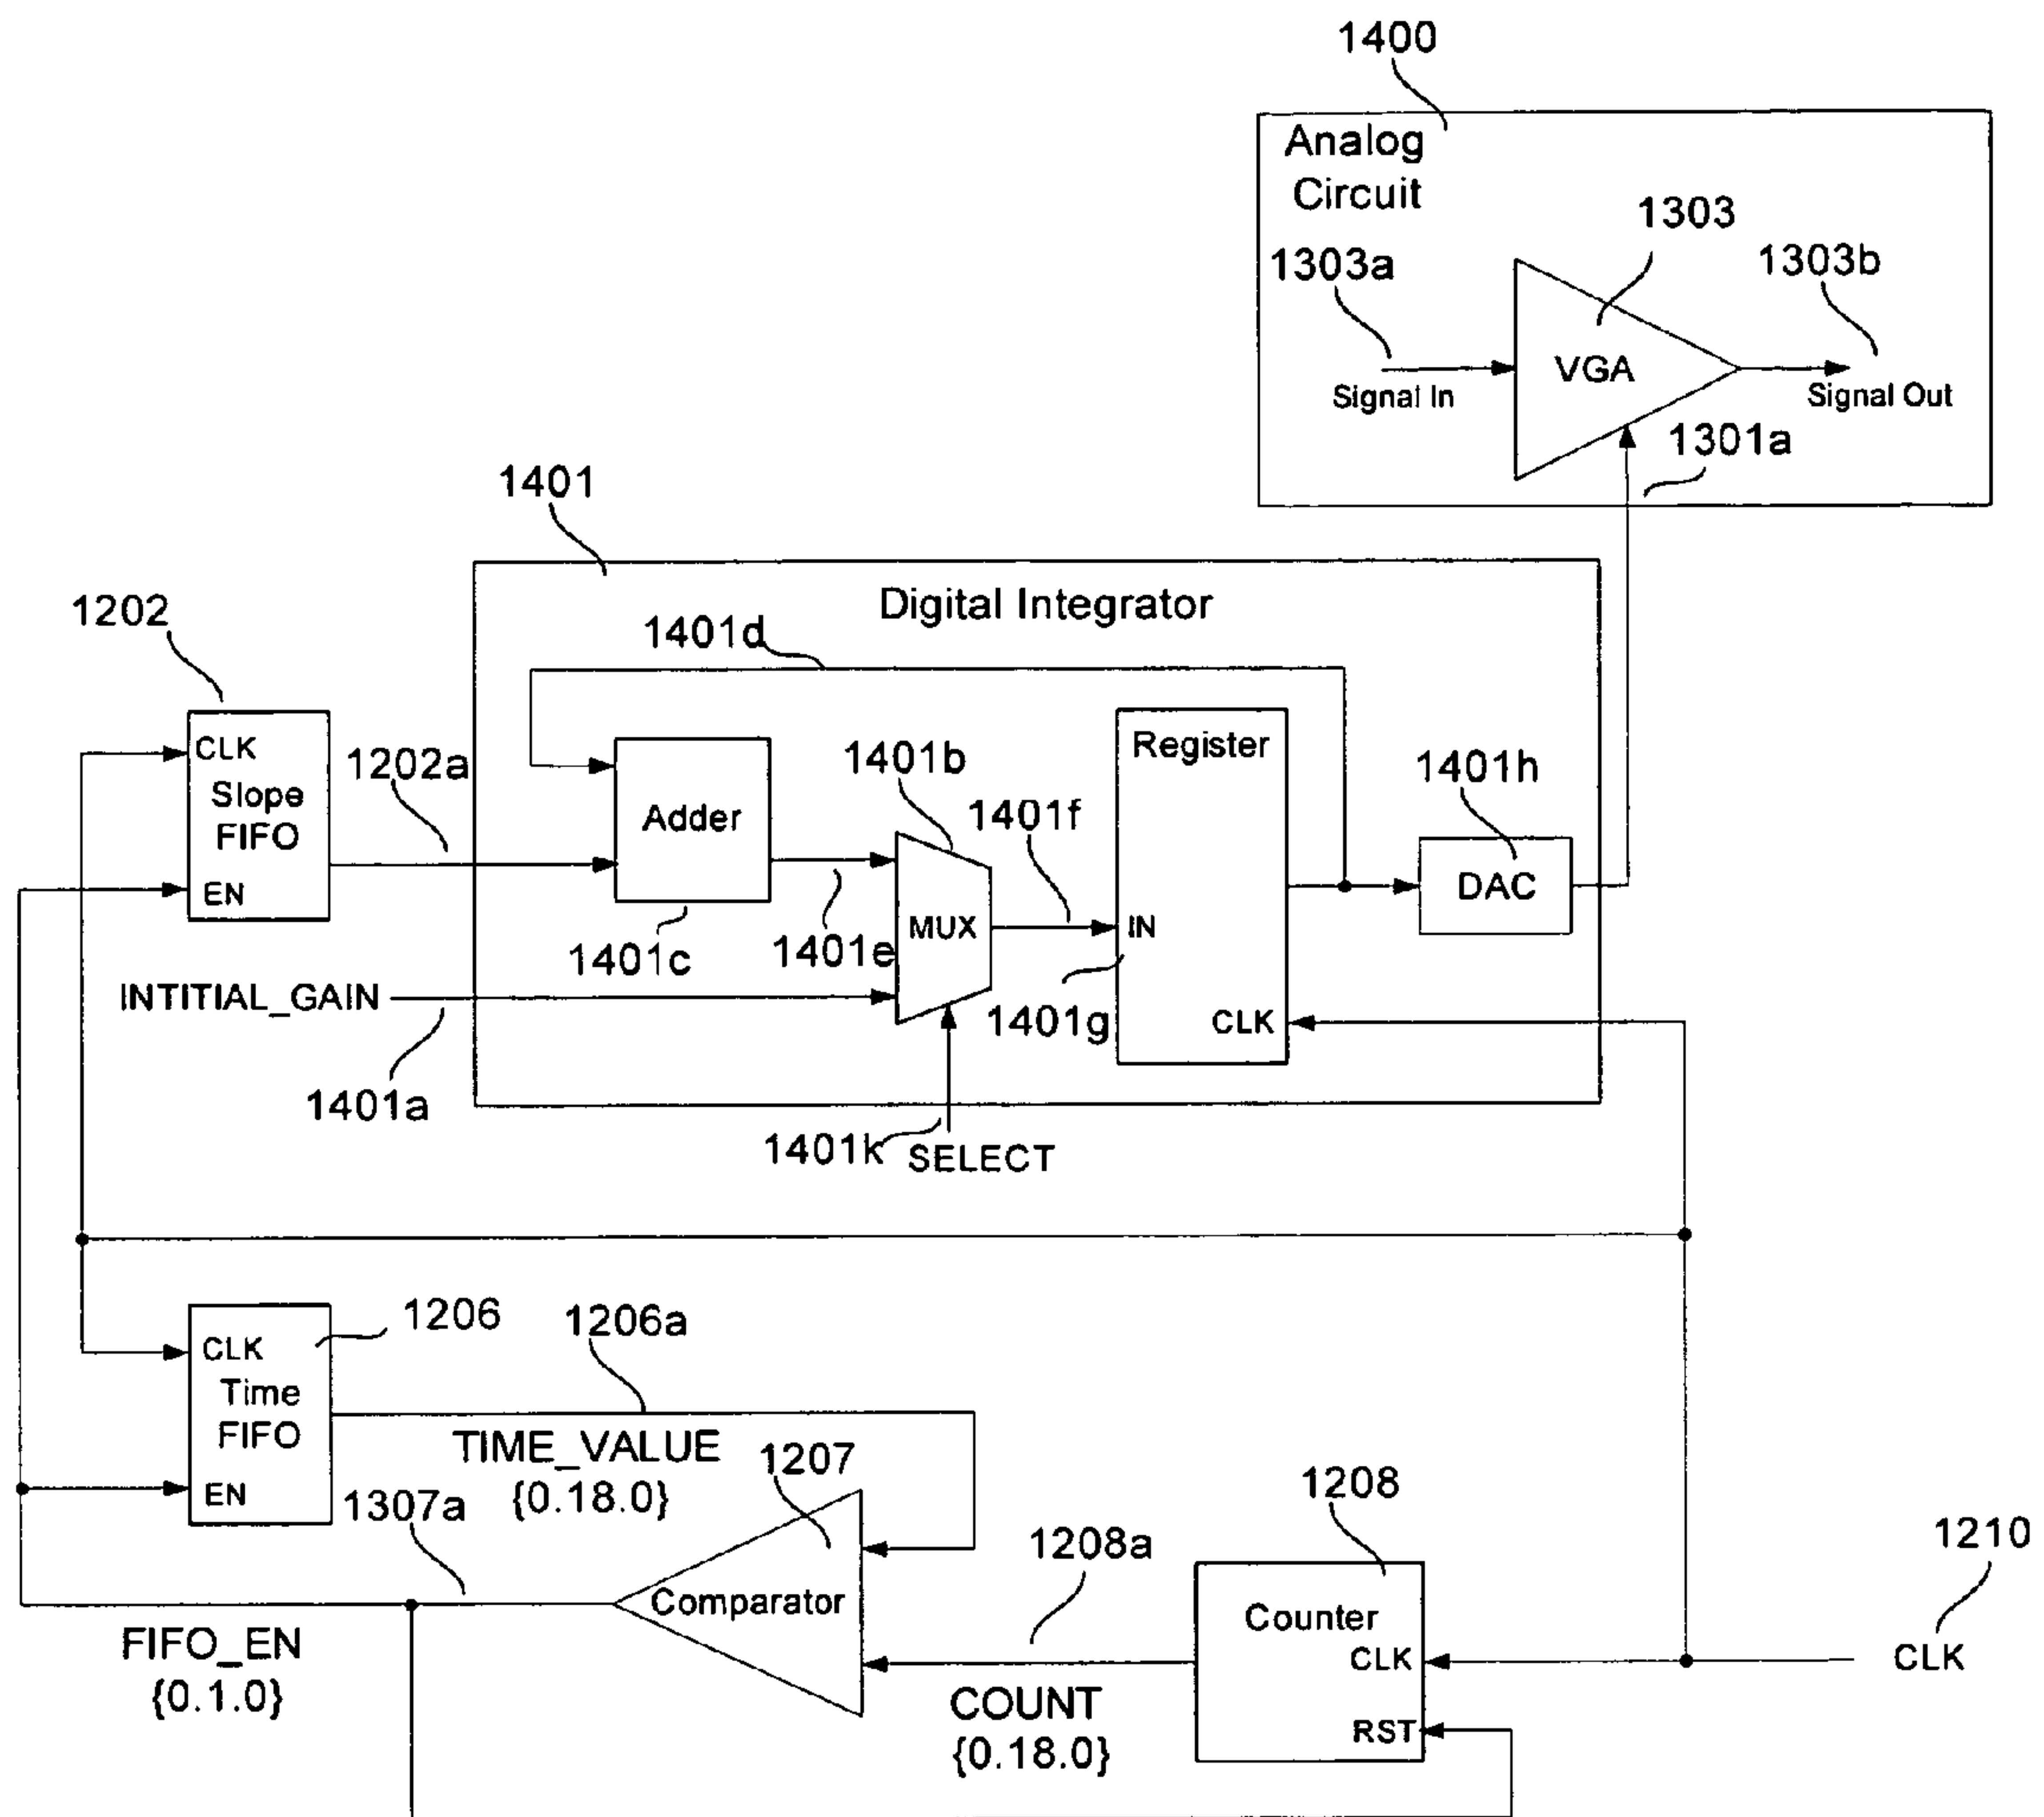 1400
Analog
Circuit
1303
1303a
1303b
VGA
Signal In
Signal Out
1301a
1401
Digital Integrator
1202
1401d
CLK
Slope
FIFO
EN
1202a
Adder
1401b
Register
1401f
1401h
DAC
MUX
IN
1401c
1401e
INTITIAL_GAIN
1401g
CLK
1401a
1401k
SELECT
1206
1206a
CLK
Time
FIFO
EN
TIME_VALUE
{0.18.0}
1207
1208
1307a
1208a
1210
Comparator
Counter
CLK
RST
CLK
FIFO_EN
{0.1.0}
COUNT
{0.18.0}